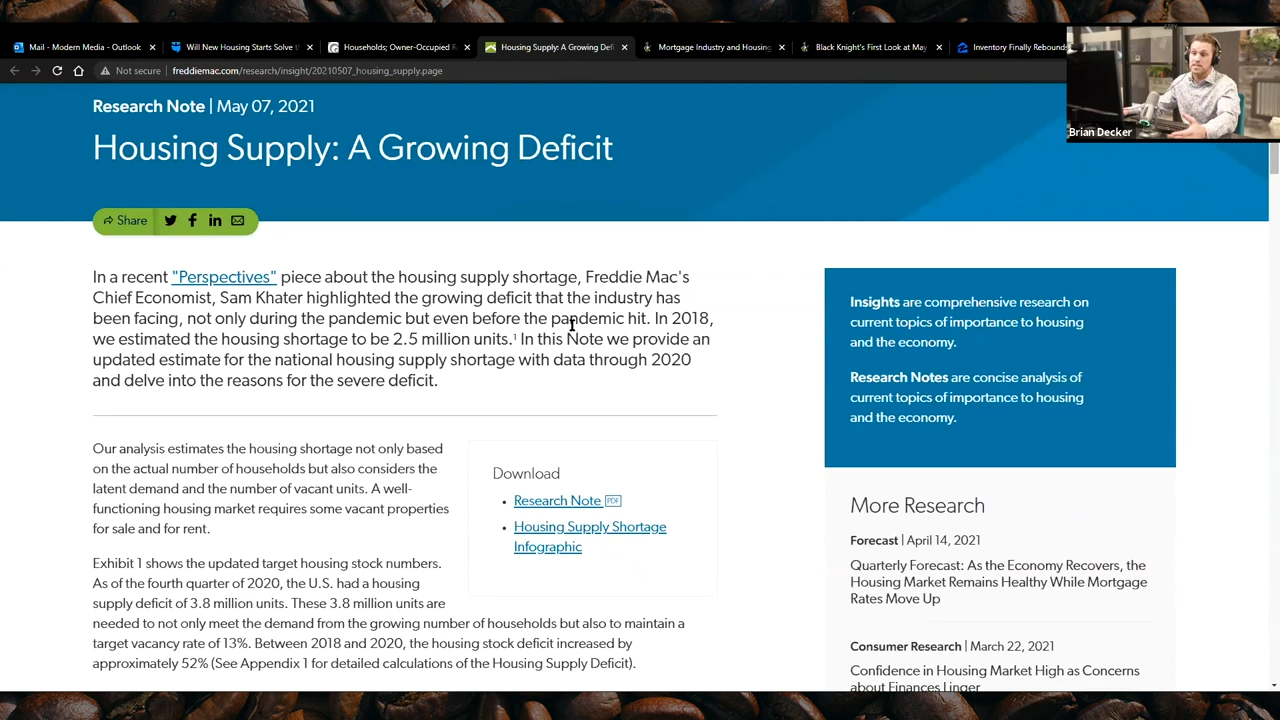 Mail - Modern Media - Outlook
Will New Housing Starts Solve t
Households; Owner-Occupied R
Housing Supply: A Growing Defi
Mortgage Industry and Housing
Black Knight's First Look at May
Inventory Finally Rebounds
Not secure | freddiemac.com/research/insight/20210507_housing_supply.page
Brian Decker
Research Note | May 07, 2021
Housing Supply: A Growing Deficit
Share
In a recent "Perspectives" piece about the housing supply shortage, Freddie Mac's
Chief Economist, Sam Khater highlighted the growing deficit that the industry has
been facing, not only during the pandemic but even before the pandemic hit. In 2018,
we estimated the housing shortage to be 2.5 million units.¹ In this Note we provide an
updated estimate for the national housing supply shortage with data through 2020
and delve into the reasons for the severe deficit.
Our analysis estimates the housing shortage not only based
on the actual number of households but also considers the
latent demand and the number of vacant units. A well-
functioning housing market requires some vacant properties
for sale and for rent.
Download
Research Note PDF
Housing Supply Shortage
Infographic
Exhibit 1 shows the updated target housing stock numbers.
As of the fourth quarter of 2020, the U.S. had a housing
supply deficit of 3.8 million units. These 3.8 million units are
needed to not only meet the demand from the growing number of households but also to maintain a
target vacancy rate of 13%. Between 2018 and 2020, the housing stock deficit increased by
approximately 52% (See Appendix 1 for detailed calculations of the Housing Supply Deficit).
Insights are comprehensive research on
current topics of importance to housing
and the economy.
Research Notes are concise analysis of
current topics of importance to housing
and the economy.
More Research
Forecast | April 14, 2021
Quarterly Forecast: As the Economy Recovers, the
Housing Market Remains Healthy While Mortgage
Rates Move Up
Consumer Research | March 22, 2021
Confidence in Housing Market High as Concerns
about Finances Linger